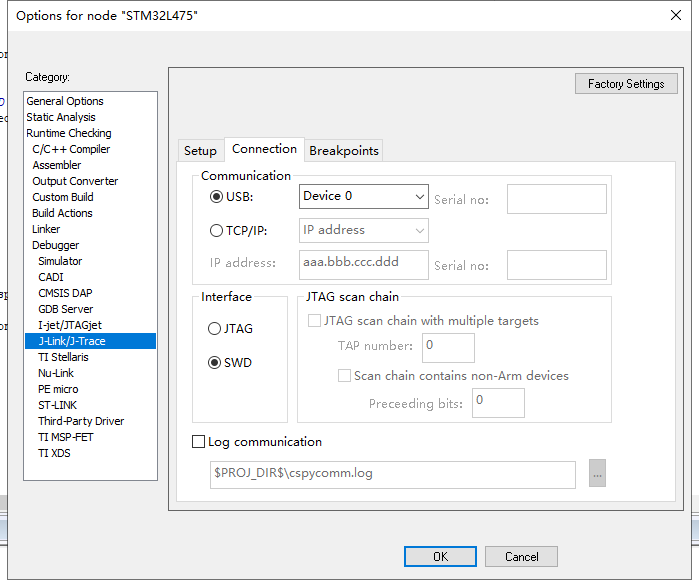 Options for node "STM32L475"
Category:
General Options
Static Analysis
Runtime Checking
C/C++ Compiler
Assembler
Output Converter
Custom Build
Build Actions
Linker
Debugger
Simulator
CADI
CMSIS DAP
GDB Server
I-jet/JTAGjet
J-Link/J-Trace
TI Stellaris
Nu-Link
PE micro
ST-LINK
Third-Party Driver
TI MSP-FET
TI XDS
Factory Settings
Setup Connection Breakpoints
Communication
USB: Device 0 Serial no:
TCP/IP: IP address
IP address: aaa.bbb.ccc.ddd Serial no:
Interface
JTAG
SWD
JTAG scan chain
JTAG scan chain with multiple targets
TAP number: 0
Scan chain contains non-Arm devices
Preceeding bits: 0
Log communication
$PROJ_DIR$\cspycomm.log ...
OK Cancel